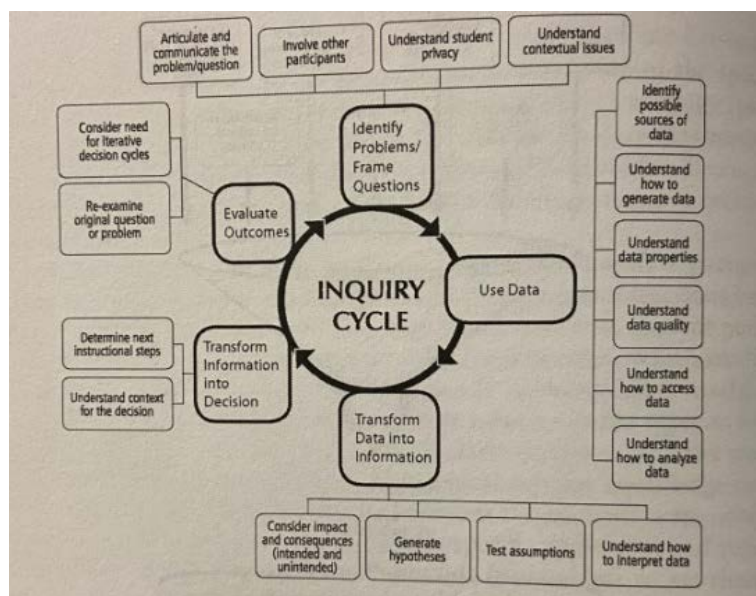 Articulate and
communicate the
problem/question
Involve other
participants
Understand student
privacy
Understand
contextual issues
Identify
Problems/
Frame
Questions
Consider need
for iterative
decision cycles
Re-examine
original question
or problem
Evaluate
Outcomes
INQUIRY
CYCLE
Use Data
Identify
possible
sources of
data
Understand
how to
generate data
Understand
data properties
Understand
data quality
Understand
how to access
data
Understand
how to analyze
data
Determine next
instructional steps
Understand context
for the decision
Transform
Information
into
Decision
Transform
Data into
Information
Consider impact
and consequences
(intended and
unintended)
Generate
hypotheses
Test assumptions
Understand how
to interpret data